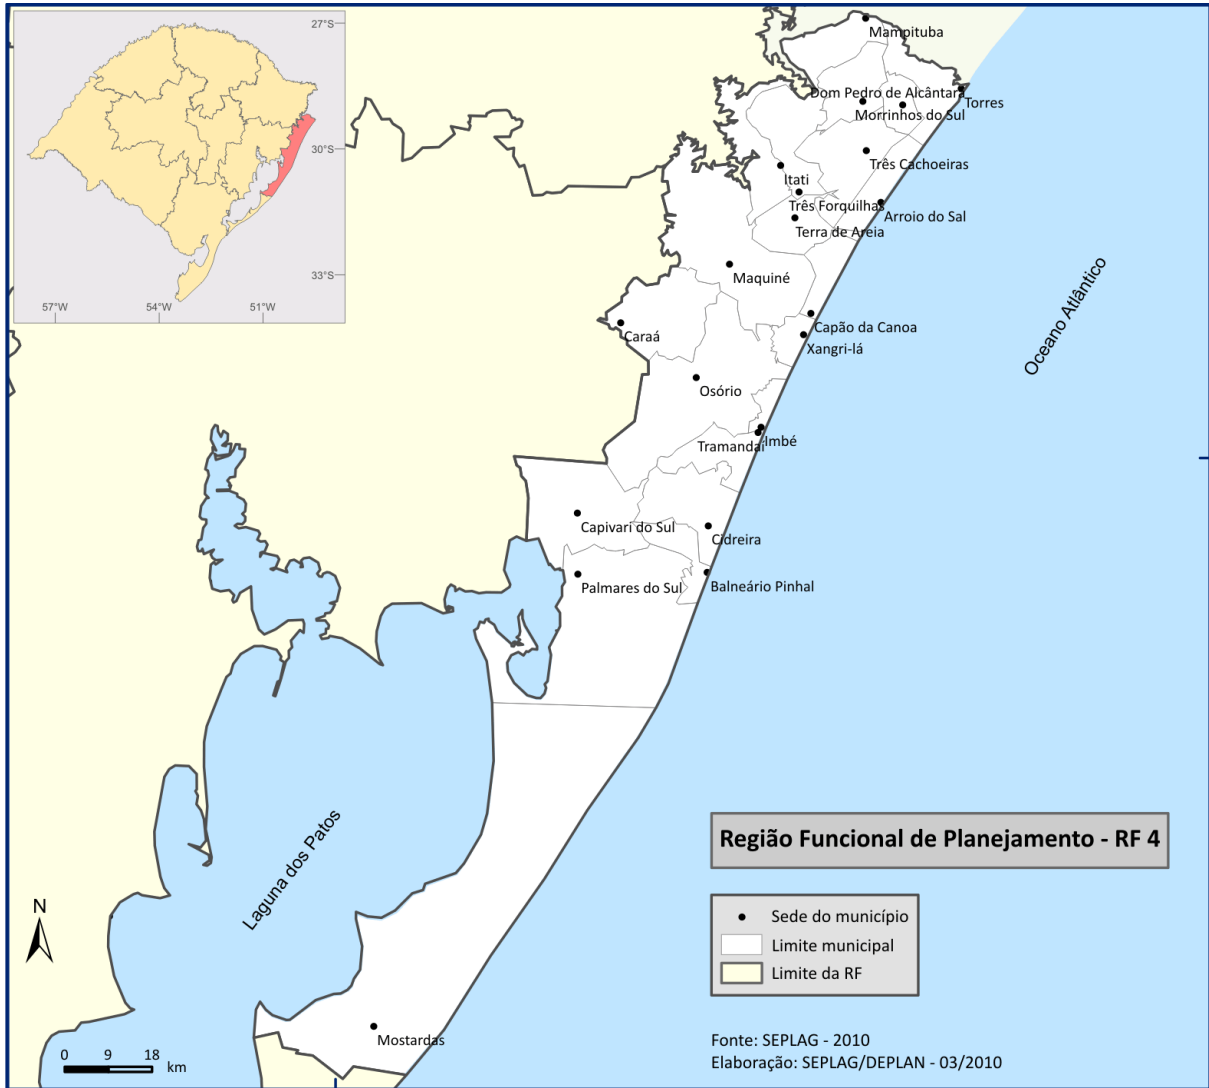 27°S
30°S
33°S
57°W
54°W
51°W
Mampituba
Dom Pedro de Alcântara
Torres
Morrinhos do Sul
Três Cachoeiras
Itati
Três Forquilhas
Arroio do Sal
Terra de Areia
Maquiné
Capão da Canoa
Caraá
Xangri-lá
Osório
Imbé
Tramandaí
Capivari do Sul
Cidreira
Palmares do Sul
Balneário Pinhal
Mostardas
Oceano Atlântico
Laguna dos Patos
N
0 9 18
km
Região Funcional de Planejamento - RF 4
Sede do município
Limite municipal
Limite da RF
Fonte: SEPLAG - 2010
Elaboração: SEPLAG/DEPLAN - 03/2010